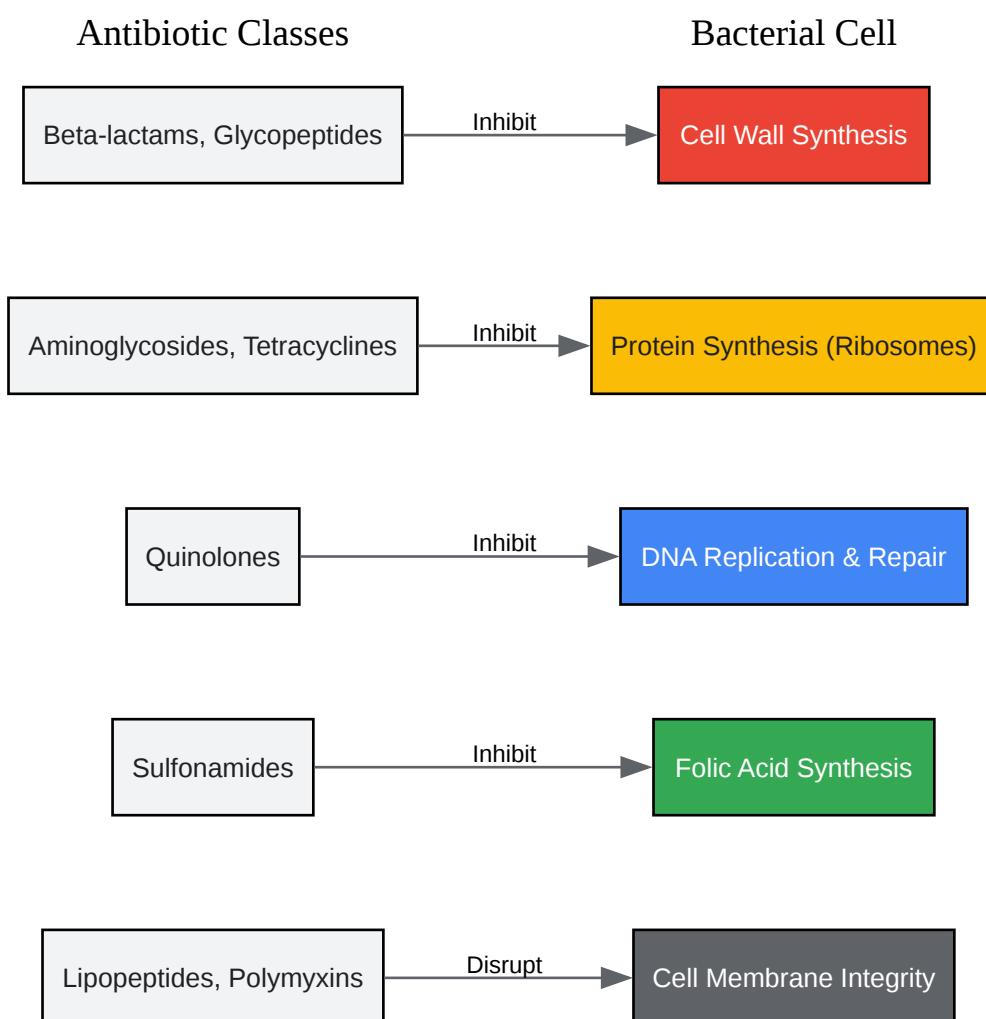 Antibiotic Classes
Bacterial Cell
Beta-lactams, Glycopeptides
Inhibit
Cell Wall Synthesis
Aminoglycosides, Tetracyclines
Inhibit
Protein Synthesis (Ribosomes)
Quinolones
Inhibit
DNA Replication & Repair
Sulfonamides
Inhibit
Folic Acid Synthesis
Lipopeptides, Polymyxins
Disrupt
Cell Membrane Integrity